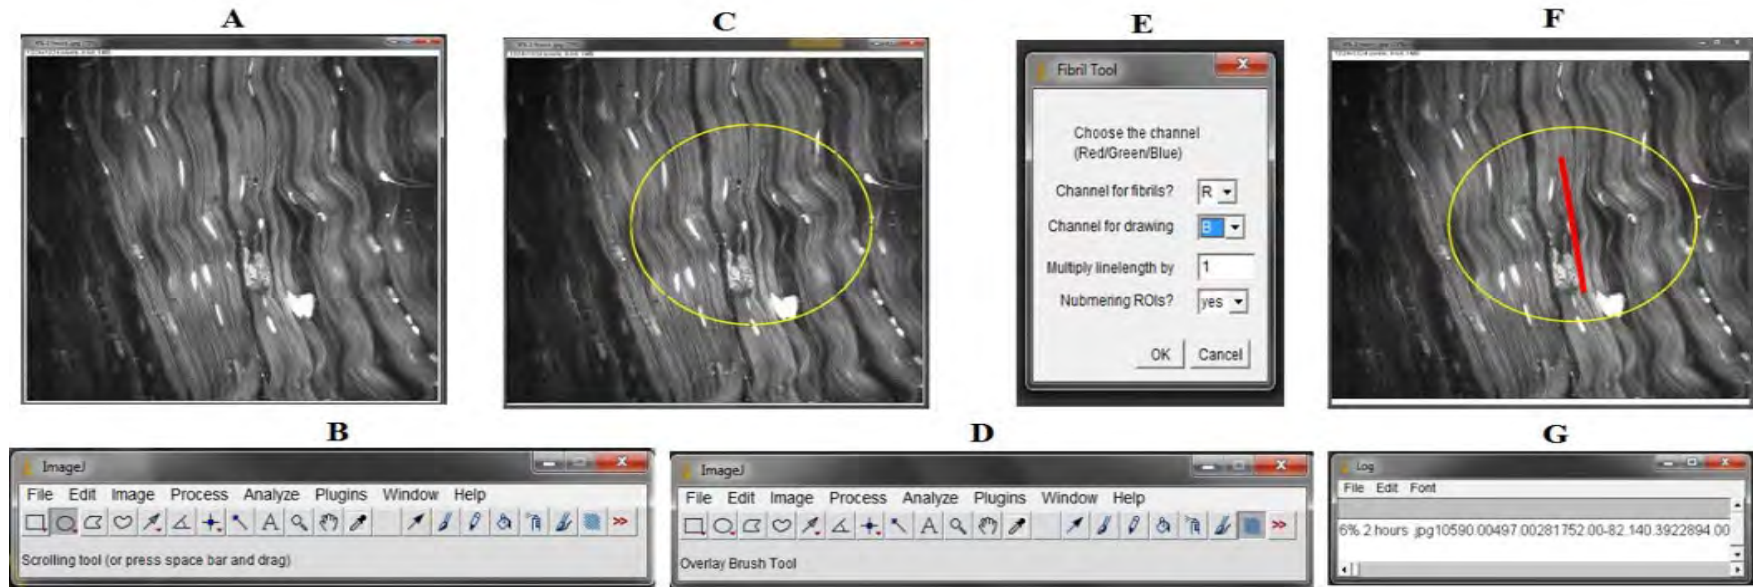 A
C
E
F
Fibril Tool
Choose the channel
(Red/Green/Blue)
Channel for fibrils? R
Channel for drawing B
Multiply linelength by 1
Nubmering ROIs? yes
OK Cancel
B
D
G
ImageJ
File Edit Image Process Analyze Plugins Window Help
A
>>
Scrolling tool (or press space bar and drag)
ImageJ
File Edit Image Process Analyze Plugins Window Help
A
>>
Overlay Brush Tool
Log
File Edit Font
6% 2 hours .jpg10590.00497.00281752.00-82.140.3922894.00